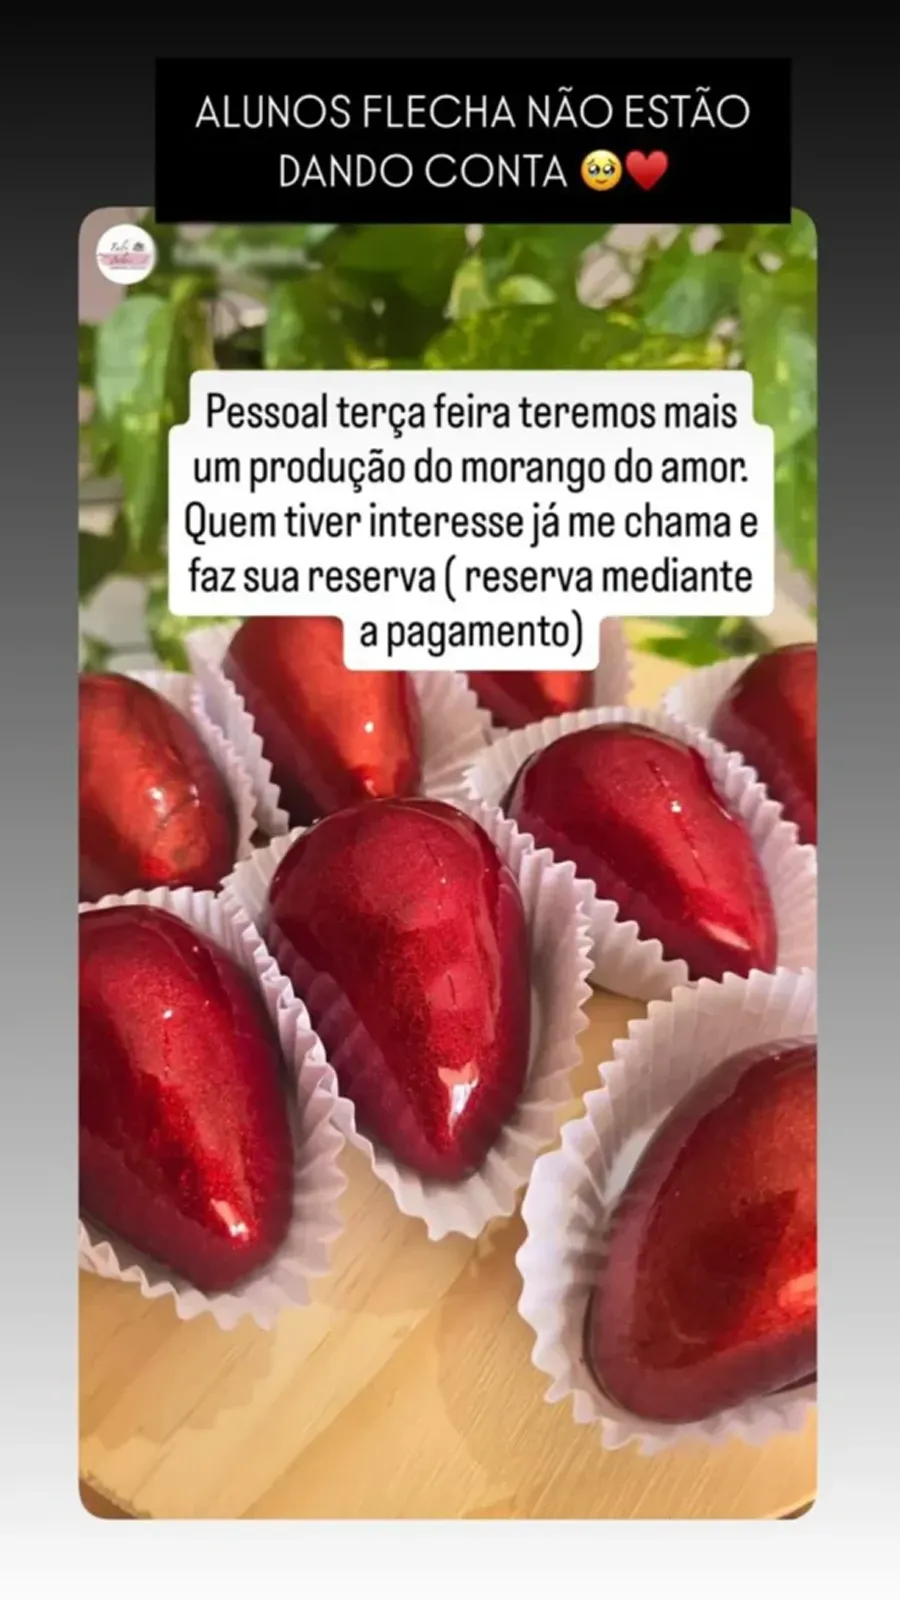 ALUNOS FLECHA NÃO ESTÃO
DANDO CONTA 🥹♥️
Pessoal terça feira teremos mais
um produção do morango do amor.
Quem tiver interesse já me chama e
faz sua reserva ( reserva mediante
a pagamento)